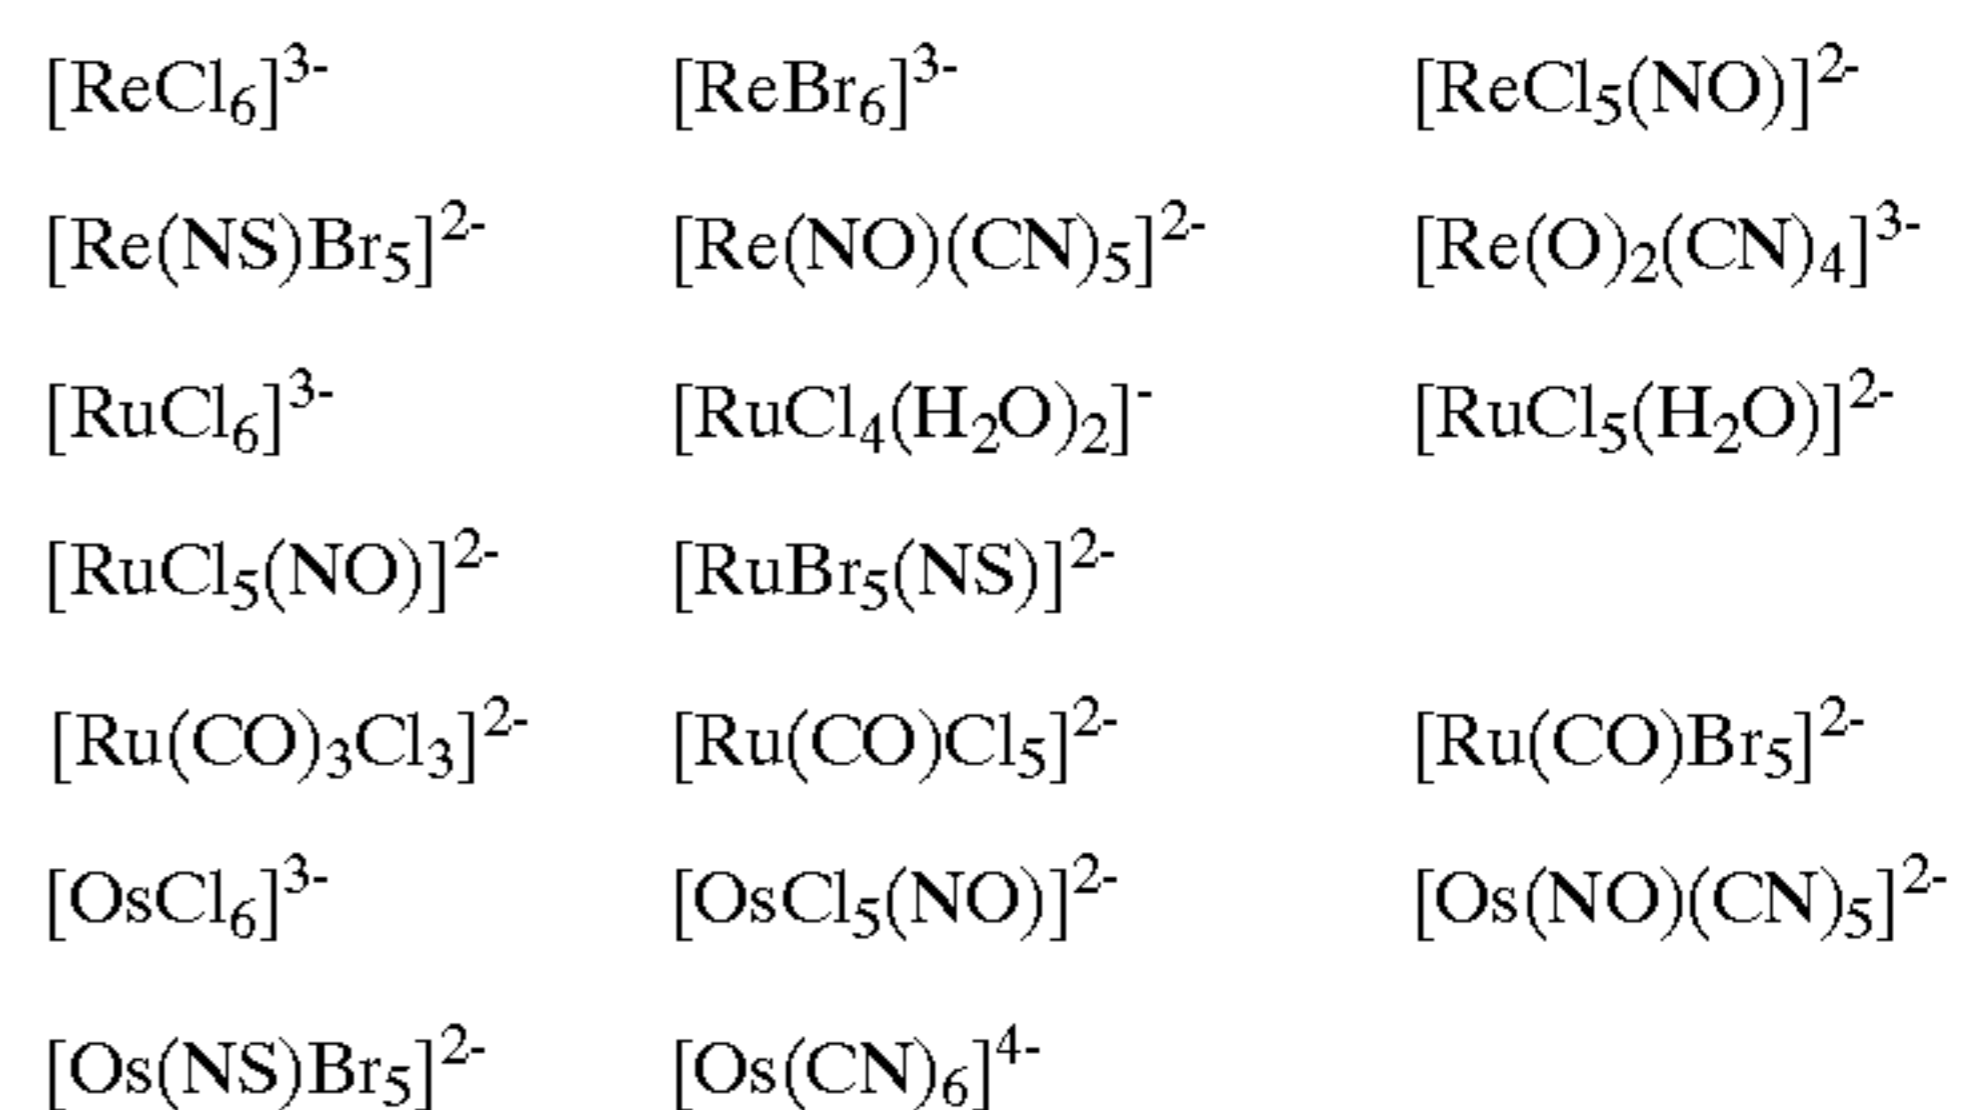 [ReCl₆]³⁻ [ReBr₆]³⁻ [ReCl₅(NO)]²⁻
[Re(NS)Br₅]²⁻ [Re(NO)(CN)₅]²⁻ [Re(O)₂(CN)₄]³⁻
[RuCl₆]³⁻ [RuCl₄(H₂O)₂]⁻ [RuCl₅(H₂O)]²⁻
[RuCl₅(NO)]²⁻ [RuBr₅(NS)]²⁻
[Ru(CO)₃Cl₃]²⁻ [Ru(CO)Cl₅]²⁻ [Ru(CO)Br₅]²⁻
[OsCl₆]³⁻ [OsCl₅(NO)]²⁻ [Os(NO)(CN)₅]²⁻
[Os(NS)Br₅]²⁻ [Os(CN)₆]⁴⁻